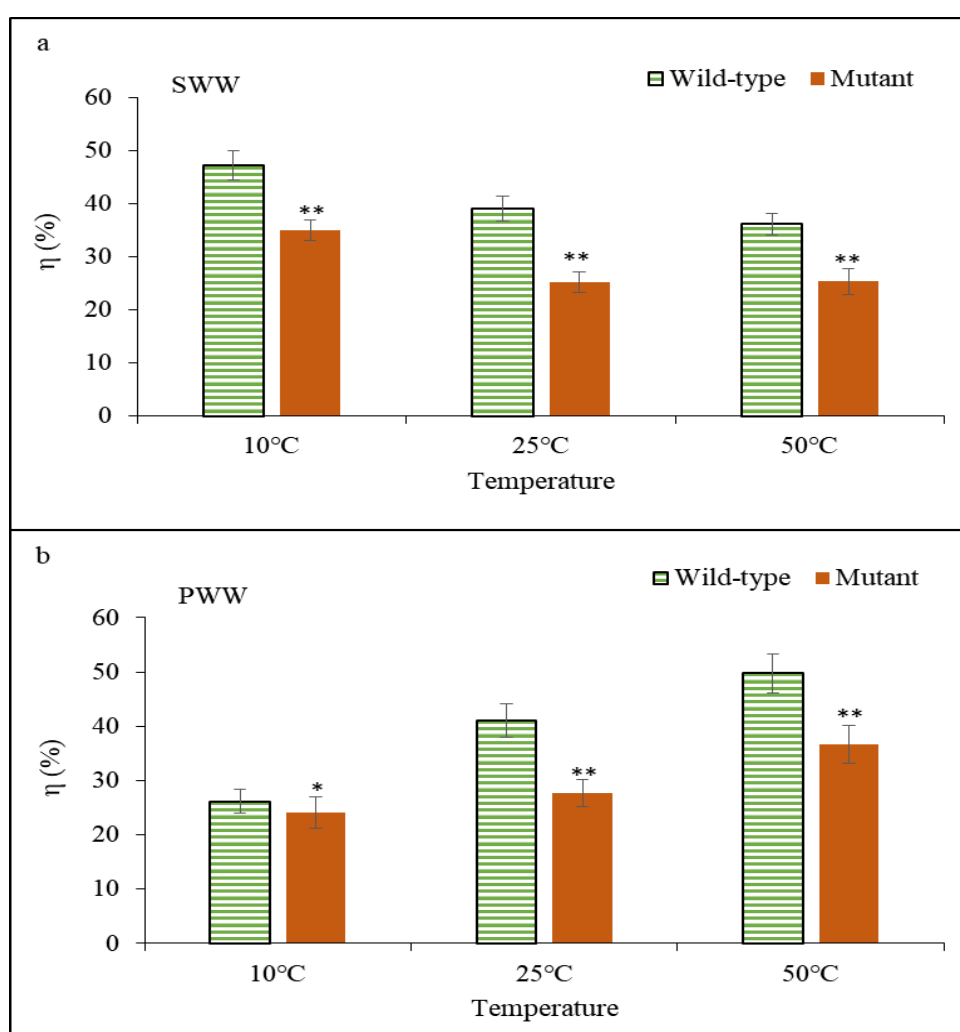 a
SWW
Wild-type Mutant
60
50
40
30
20
10
0
η (%)
**
**
**
10°C 25°C 50°C
Temperature
b
PWW
Wild-type Mutant
60
50
40
30
20
10
0
η (%)
*
**
**
10°C 25°C 50°C
Temperature